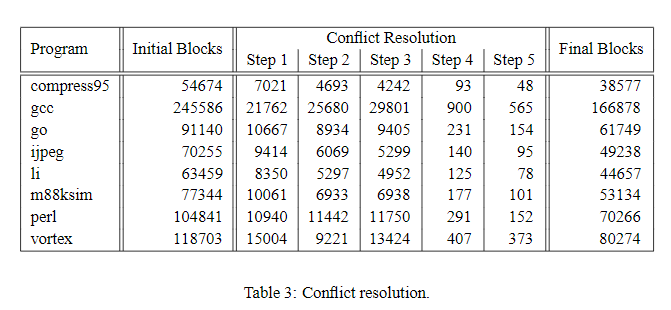 Program Initial Blocks Conflict Resolution Final Blocks
Step 1 Step 2 Step 3 Step 4 Step 5
compress95 54674 7021 4693 4242 93 48 38577
gcc 245586 21762 25680 29801 900 565 166878
go 91140 10667 8934 9405 231 154 61749
ijpeg 70255 9414 6069 5299 140 95 49238
li 63459 8350 5297 4952 125 78 44657
m88ksim 77344 10061 6933 6938 177 101 53134
perl 104841 10940 11442 11750 291 152 70266
vortex 118703 15004 9221 13424 407 373 80274
Table 3: Conflict resolution.